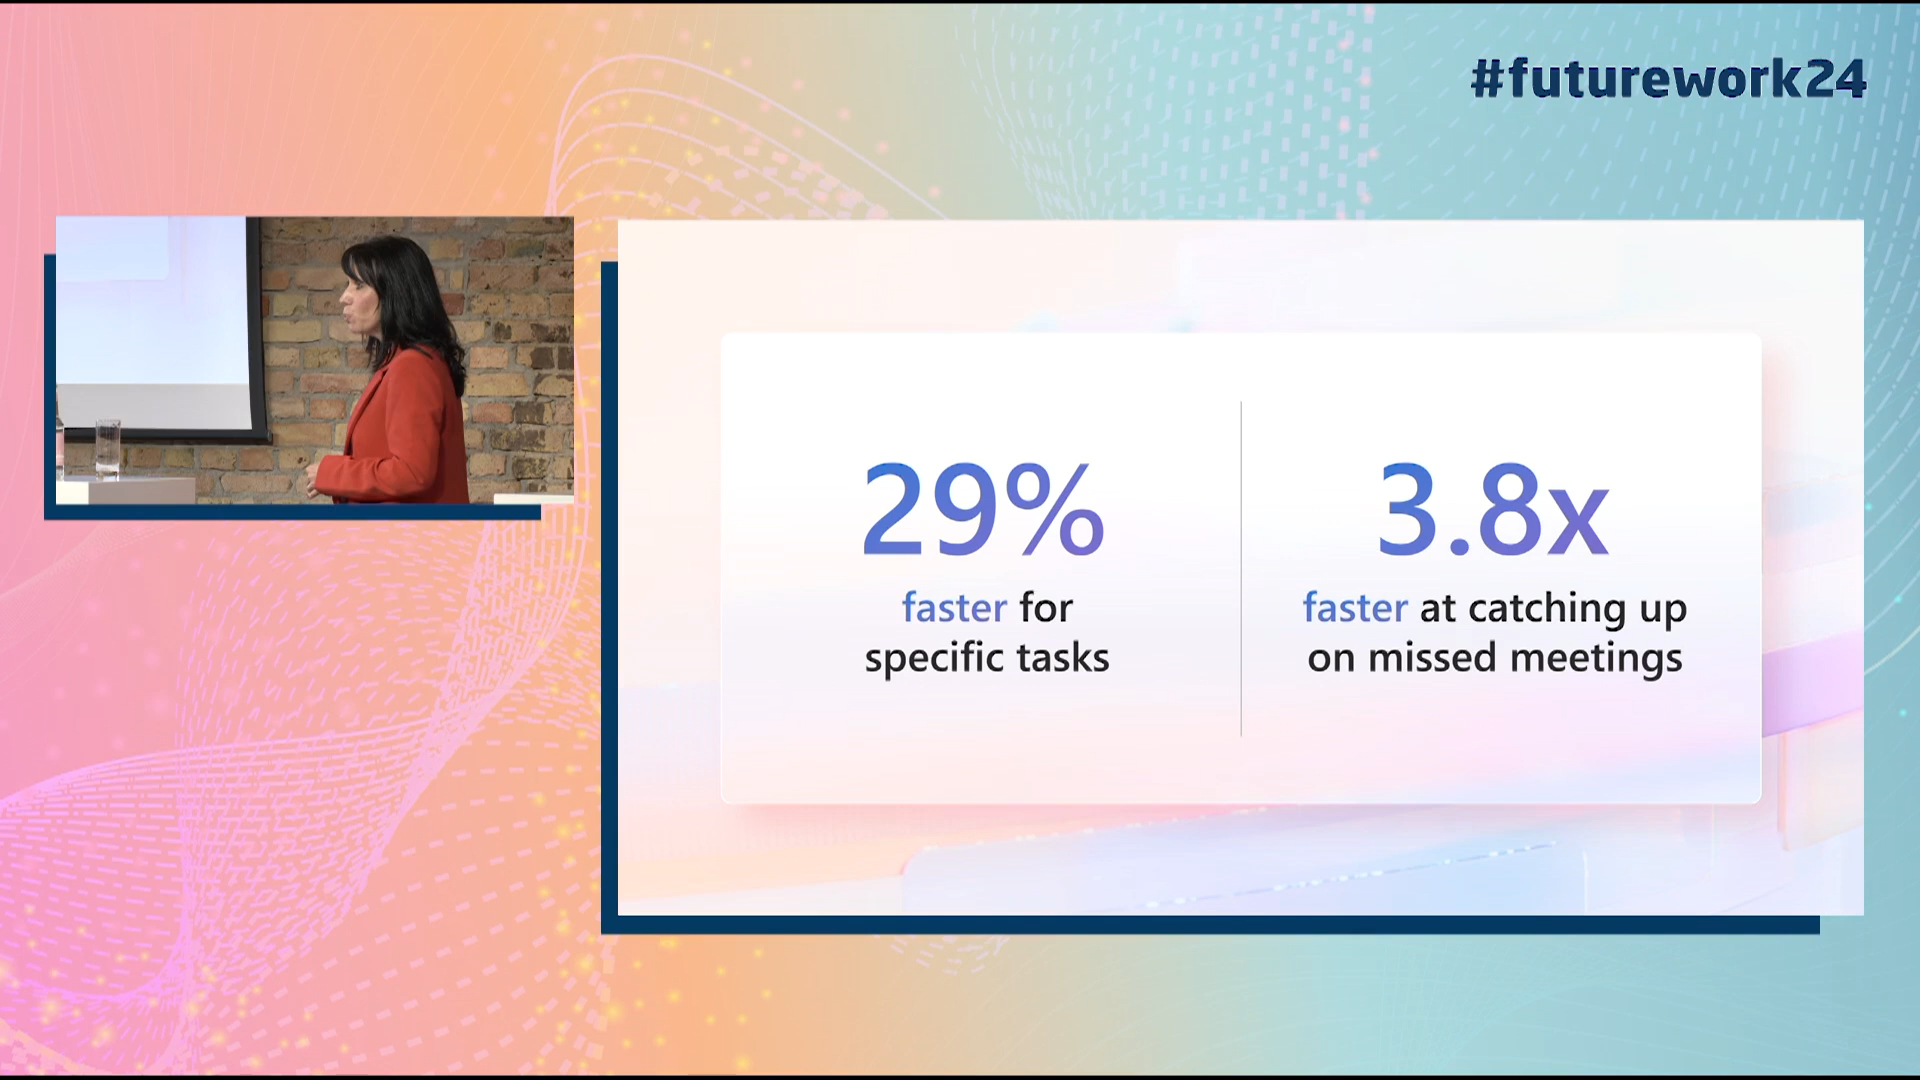 #futurework24
29%
faster for
specific tasks
3.8x
faster at catching up
on missed meetings